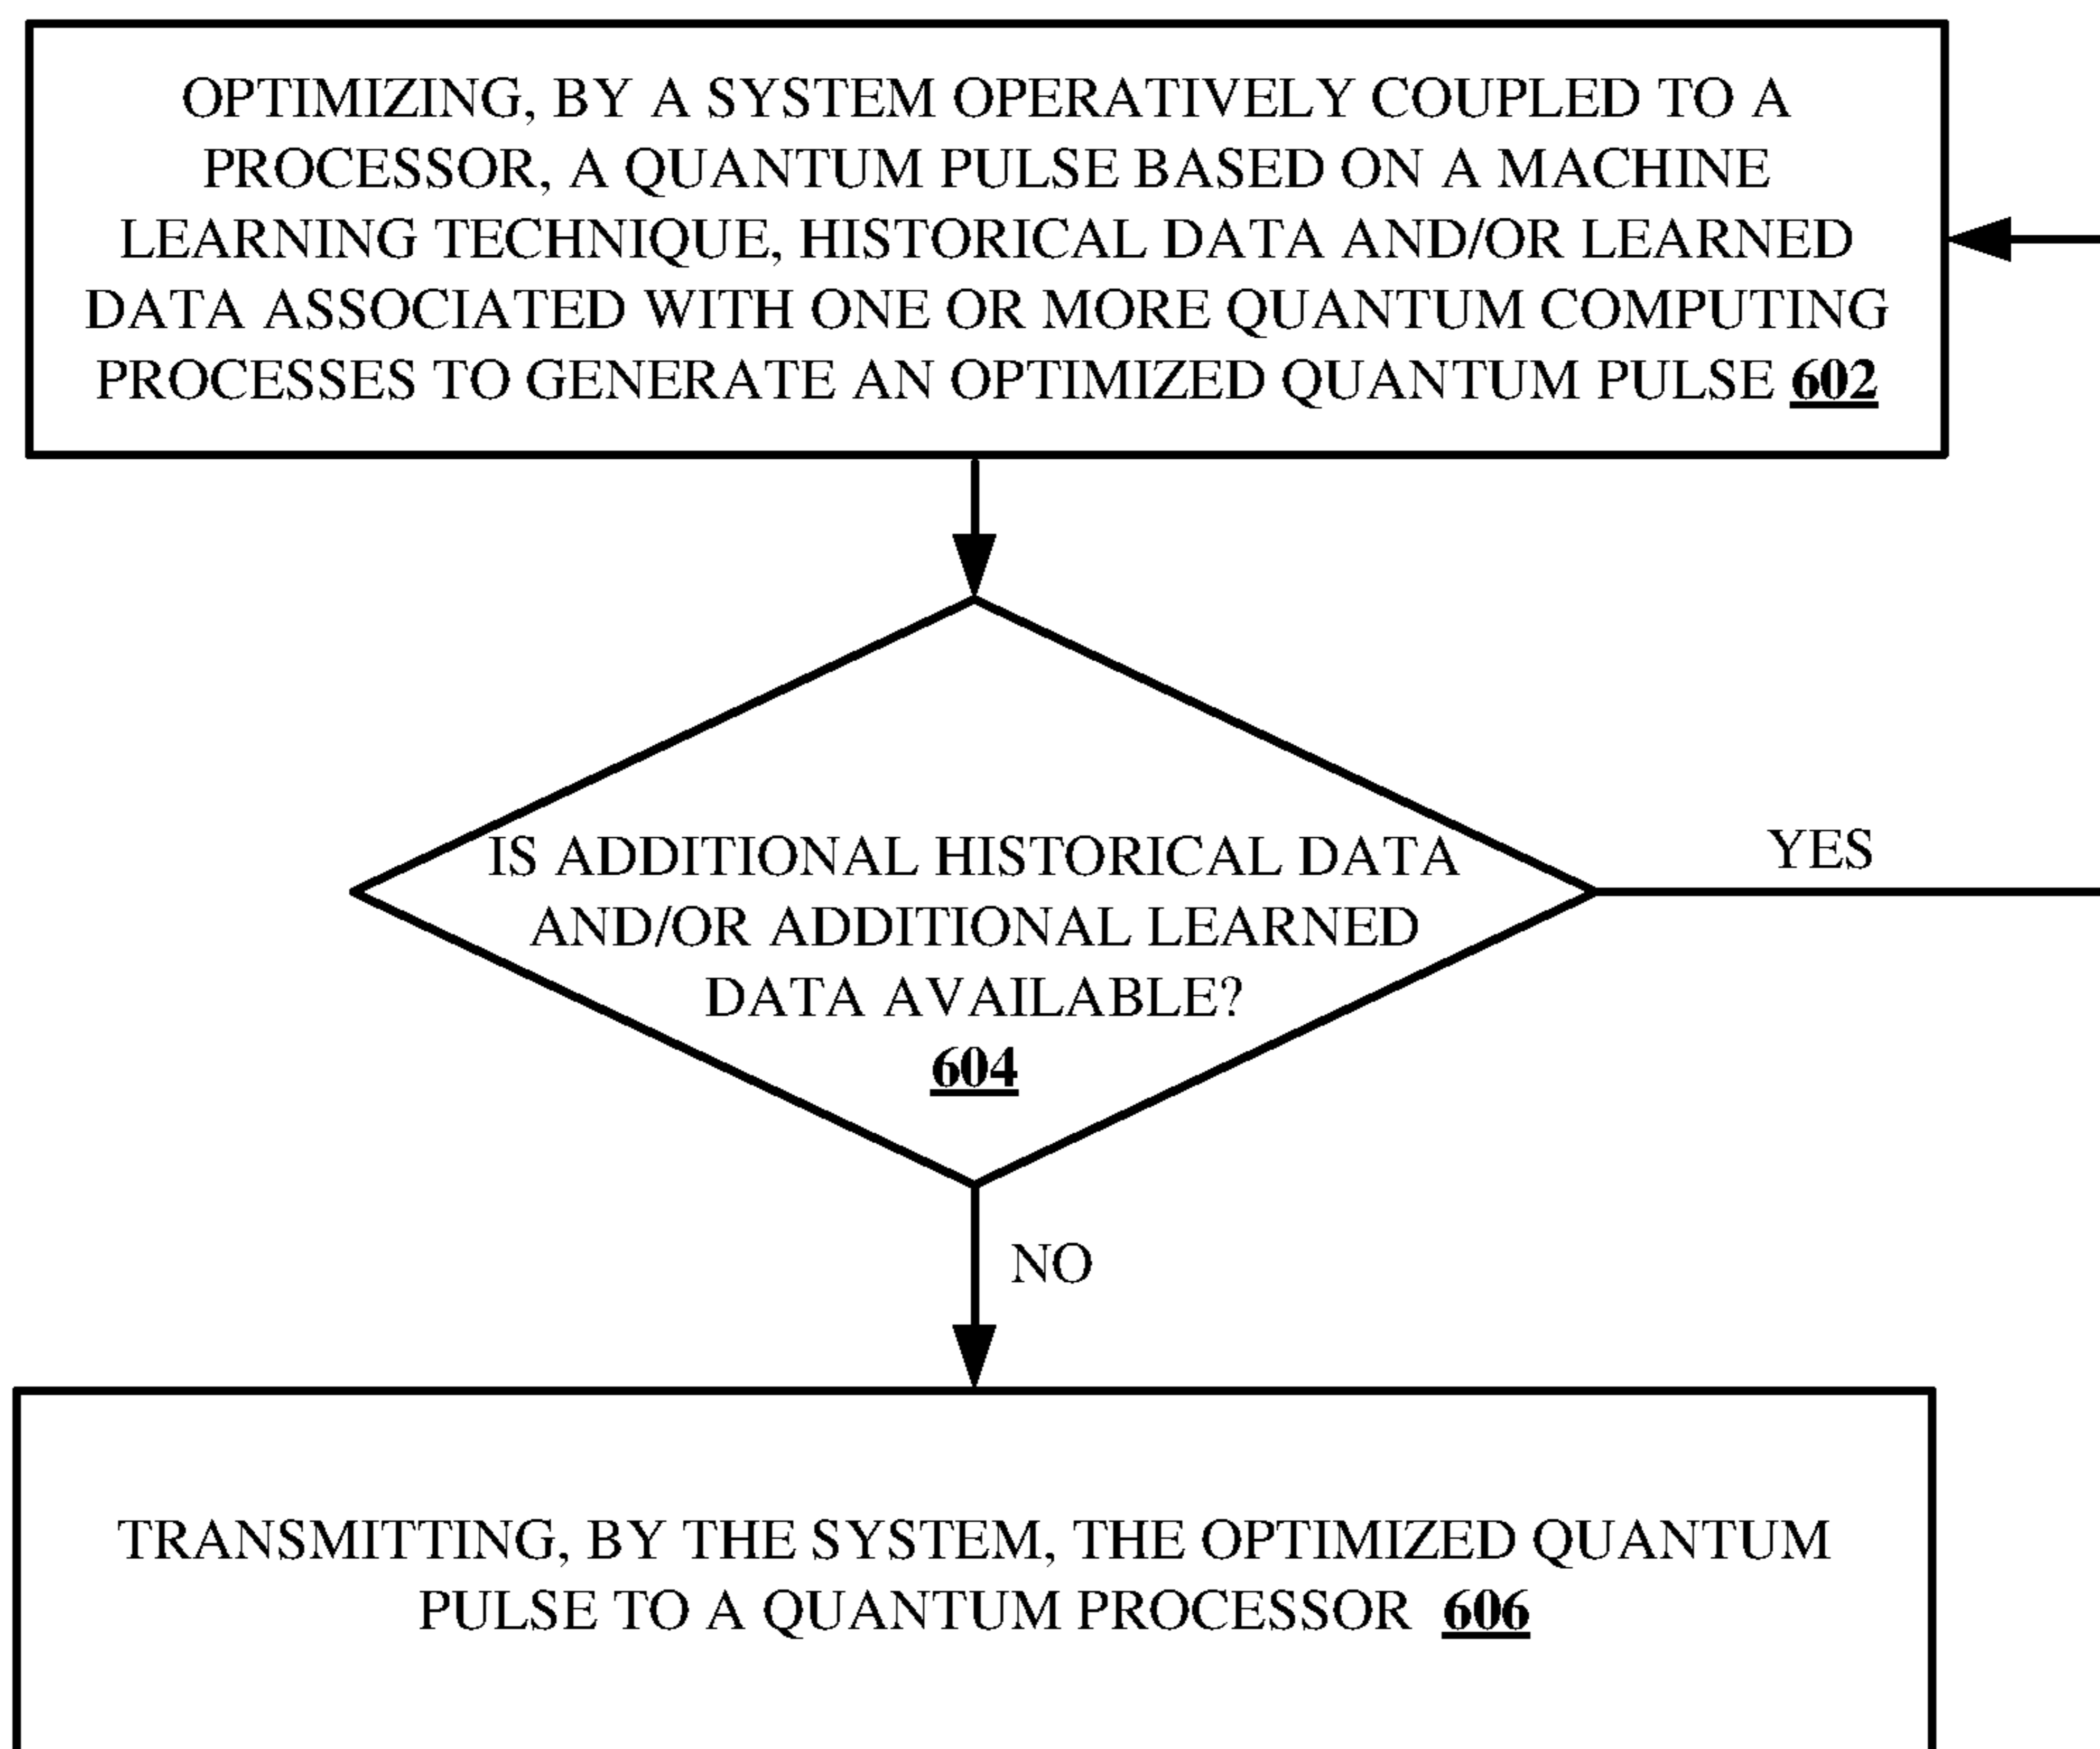 OPTIMIZING, BY A SYSTEM OPERATIVELY COUPLED TO A
PROCESSOR, A QUANTUM PULSE BASED ON A MACHINE
LEARNING TECHNIQUE, HISTORICAL DATA AND/OR LEARNED
DATA ASSOCIATED WITH ONE OR MORE QUANTUM COMPUTING
PROCESSES TO GENERATE AN OPTIMIZED QUANTUM PULSE 602
IS ADDITIONAL HISTORICAL DATA
AND/OR ADDITIONAL LEARNED
DATA AVAILABLE?
604
YES
NO
TRANSMITTING, BY THE SYSTEM, THE OPTIMIZED QUANTUM
PULSE TO A QUANTUM PROCESSOR 606